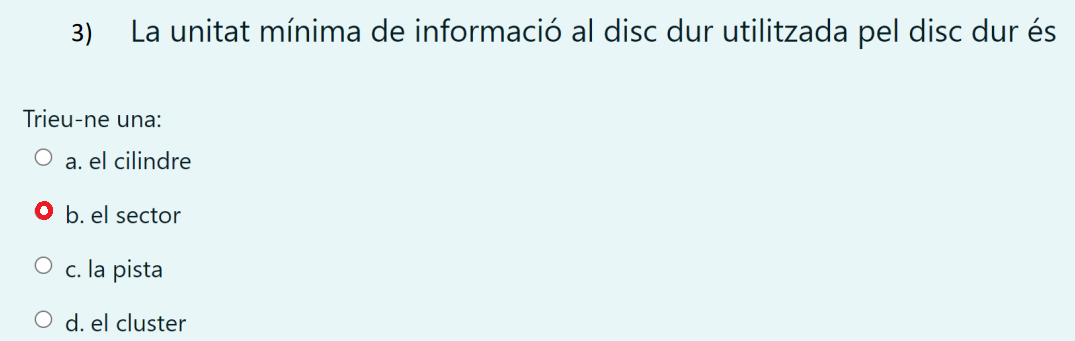 3) La unitat mínima de informació al disc dur utilitzada pel disc dur és
Trieu-ne una:
a. el cilindre
b. el sector
c. la pista
d. el cluster